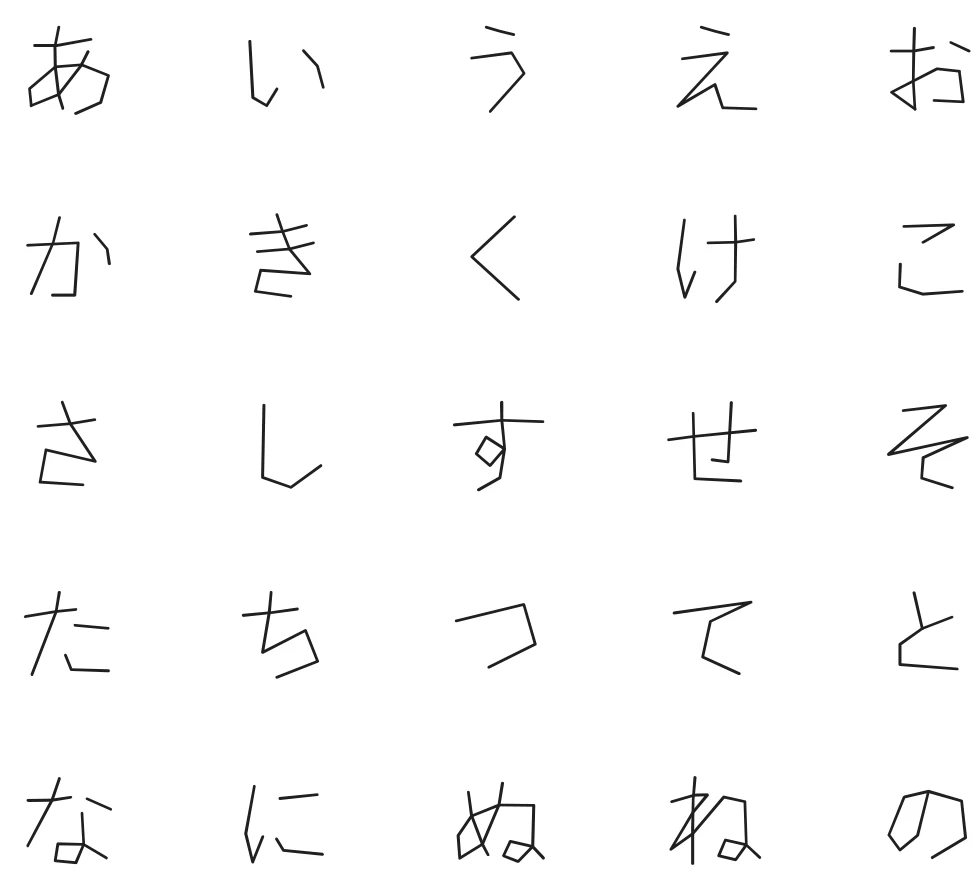 あ い う え お
か き く け こ
さ し す せ そ
た ち つ て と
な に ぬ ね の